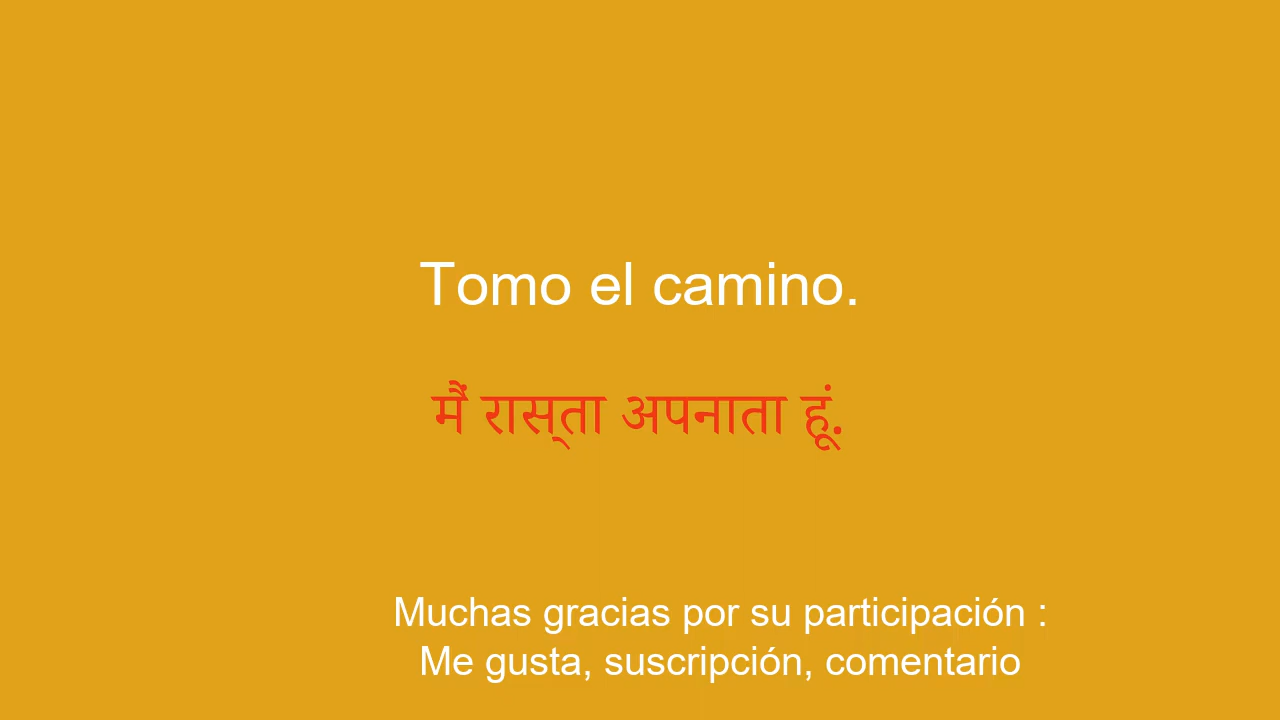 Tomo el camino.
मैं रास्ता अपनाता हूं.
Muchas gracias por su participación :
Me gusta, suscripción, comentario